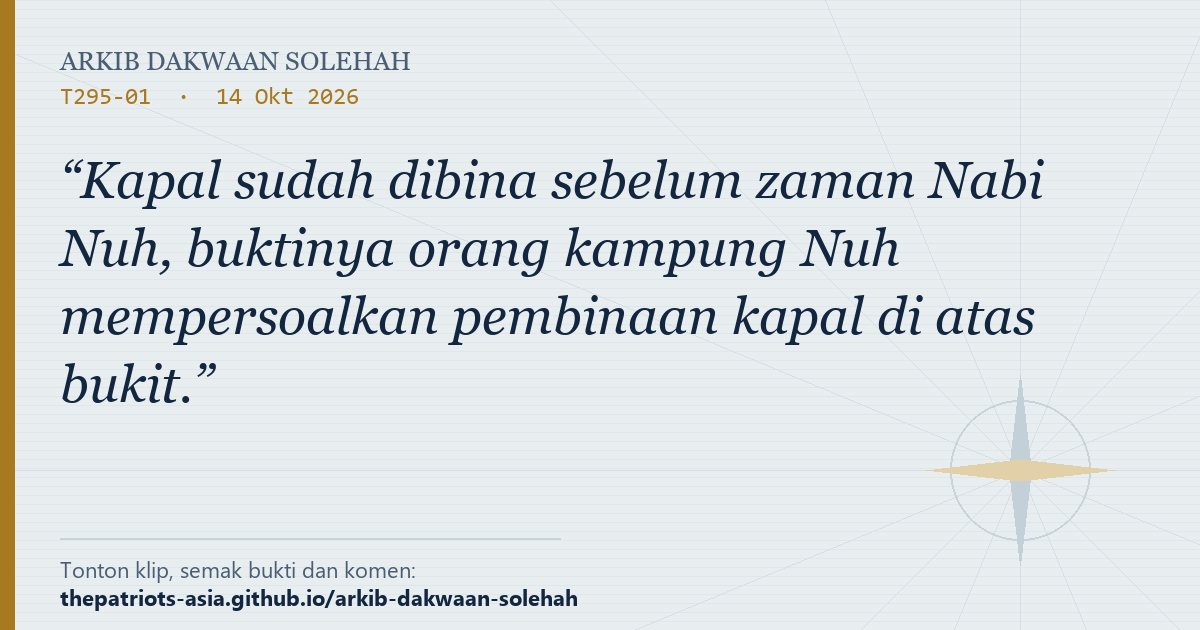 ARKIB DAKWAAN SOLEHAH
T295-01 · 14 Okt 2026
“Kapal sudah dibina sebelum zaman Nabi
Nuh, buktinya orang kampung Nuh
mempersoalkan pembinaan kapal di atas
bukit.”
Tonton klip, semak bukti dan komen:
thepatriots-asia.github.io/arkib-dakwaan-solehah